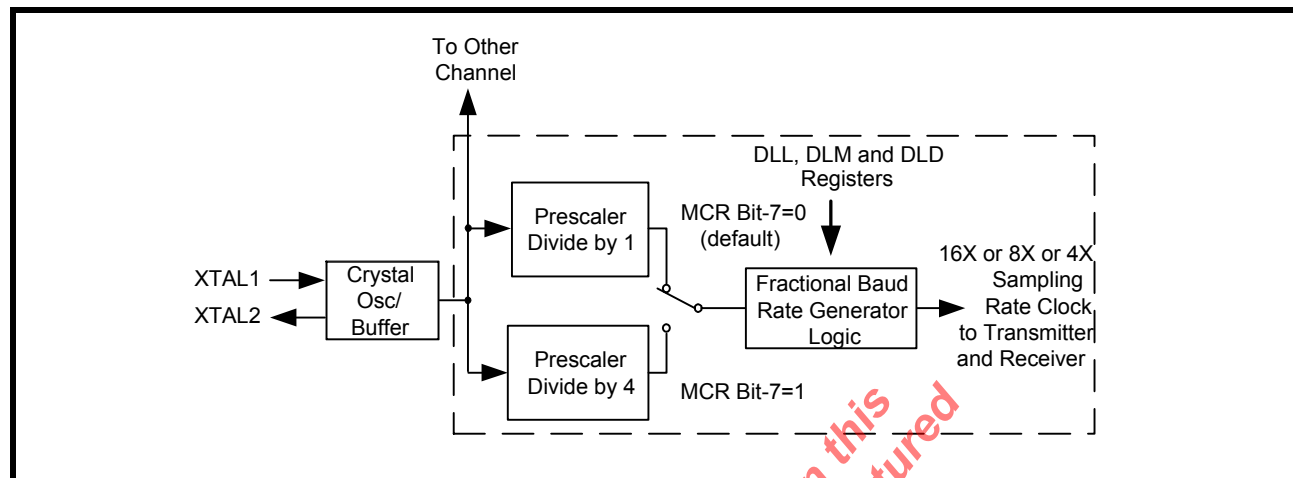 To Other
Channel
DLL, DLM and DLD
Registers
Prescaler
Divide by 1
MCR Bit-7=0
(default)
16X or 8X or 4X
Sampling
Rate Clock
to Transmitter
and Receiver
XTAL1
XTAL2
Crystal
Osc/
Buffer
Fractional Baud
Rate Generator
Logic
Prescaler
Divide by 4
MCR Bit-7=1
this